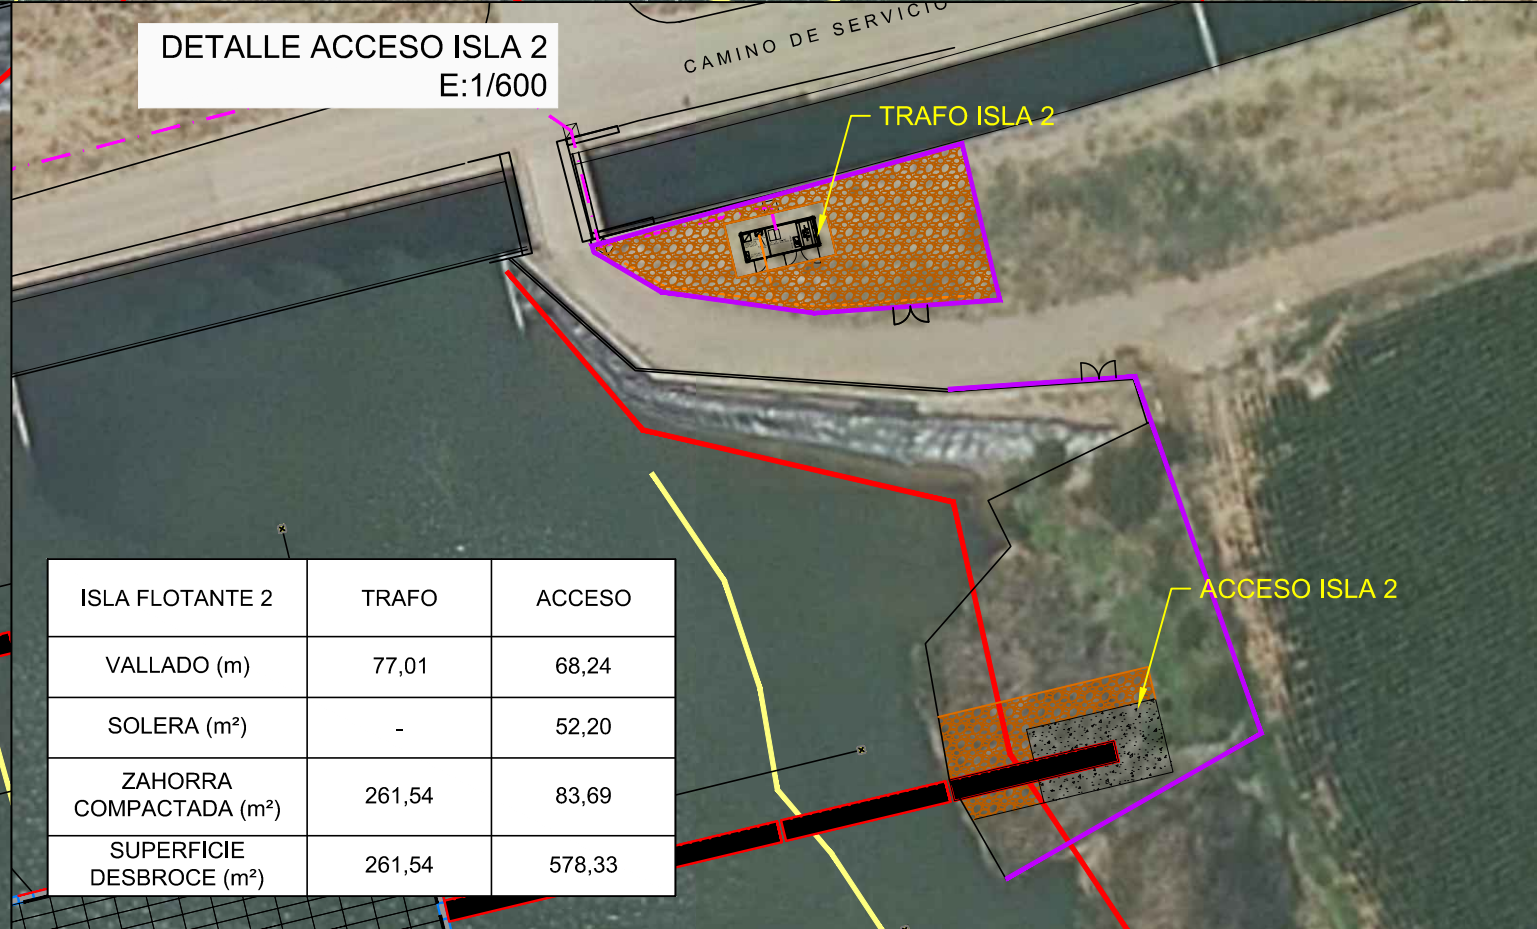 DETALLE ACCESO ISLA 2
E:1/600
CAMINO DE SERVICIO
TRAFO ISLA 2
ACCESO ISLA 2
ISLA FLOTANTE 2 TRAFO ACCESO
VALLADO (m) 77,01 68,24
SOLERA (m²) - 52,20
ZAHORRA
COMPACTADA (m²) 261,54 83,69
SUPERFICIE
DESBROCE (m²) 261,54 578,33